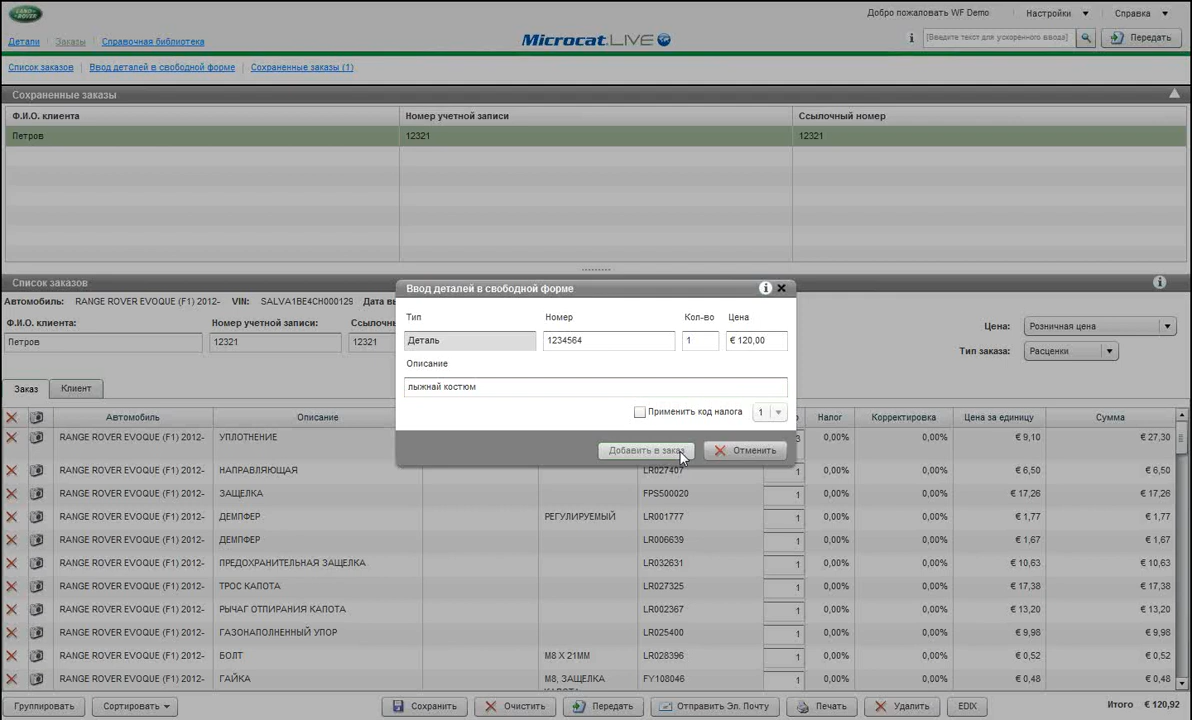 LAND-ROVER
Добро пожаловать WF Demo Настройки Справка
Детали Заказы Справочная библиотека Microcat.LIVE [Введите текст для ускоренного ввода] Передать
Список заказов Ввод деталей в свободной форме Сохраненные заказы (1)
Сохраненные заказы
Ф.И.О. клиента Номер учетной записи Ссылочный номер
Петров 12321 12321
Список заказов
Автомобиль: RANGE ROVER EVOQUE (F1) 2012- VIN: SALVA1BE4CH000129 Дата вы
Ф.И.О. клиента: Номер учетной записи: Ссылочн
Петров 12321 12321
Цена: Розничная цена
Тип заказа: Расценки
Ввод деталей в свободной форме
Тип Номер Кол-во Цена
Деталь 1234564 1 € 120,00
Описание
лыжнай костюм
Применить код налога 1
Добавить в заказ Отменить
Заказ Клиент
Автомобиль Описание Налог Корректировка Цена за единицу Сумма
RANGE ROVER EVOQUE (F1) 2012- УПЛОТНЕНИЕ 3 0,00% 0,00% € 9,10 € 27,30
RANGE ROVER EVOQUE (F1) 2012- НАПРАВЛЯЮЩАЯ LR027407 1 0,00% 0,00% € 6,50 € 6,50
RANGE ROVER EVOQUE (F1) 2012- ЗАЩЕЛКА FPS500020 1 0,00% 0,00% € 17,26 € 17,26
RANGE ROVER EVOQUE (F1) 2012- ДЕМПФЕР РЕГУЛИРУЕМЫЙ LR001777 1 0,00% 0,00% € 1,77 € 1,77
RANGE ROVER EVOQUE (F1) 2012- ДЕМПФЕР LR006639 1 0,00% 0,00% € 1,67 € 1,67
RANGE ROVER EVOQUE (F1) 2012- ПРЕДОХРАНИТЕЛЬНАЯ ЗАЩЕЛКА LR032631 1 0,00% 0,00% € 10,63 € 10,63
RANGE ROVER EVOQUE (F1) 2012- ТРОС КАПОТА LR027325 1 0,00% 0,00% € 17,38 € 17,38
RANGE ROVER EVOQUE (F1) 2012- РЫЧАГ ОТПИРАНИЯ КАПОТА LR002367 1 0,00% 0,00% € 13,20 € 13,20
RANGE ROVER EVOQUE (F1) 2012- ГАЗОНАПОЛНЕННЫЙ УПОР LR025400 1 0,00% 0,00% € 9,98 € 9,98
RANGE ROVER EVOQUE (F1) 2012- БОЛТ M8 X 21MM LR028396 1 0,00% 0,00% € 0,52 € 0,52
RANGE ROVER EVOQUE (F1) 2012- ГАЙКА M8, ЗАЩЕЛКА FY108046 1 0,00% 0,00% € 0,48 € 0,48
КАПОТА
Группировать Сортировать Сохранить Очистить Передать Отправить Эл. Почту Печать Удалить EDIX Итого € 120,92